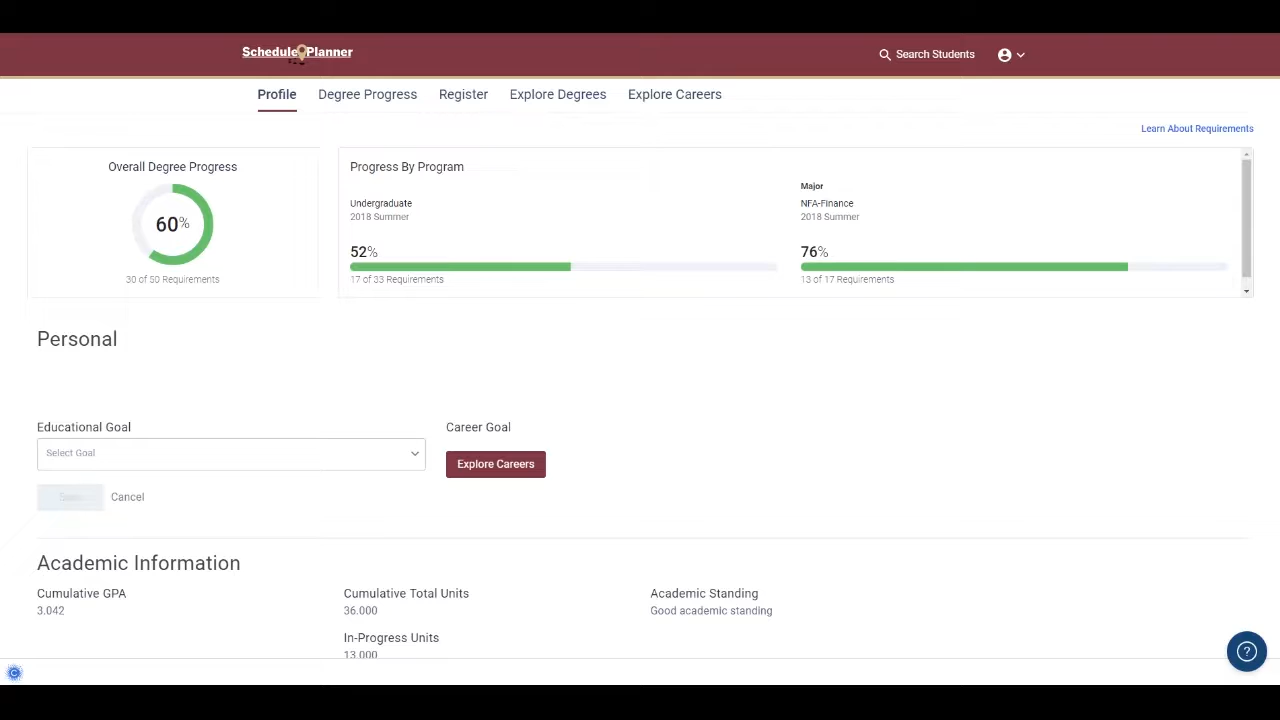 Schedule Planner
Search Students
Profile
Degree Progress
Register
Explore Degrees
Explore Careers
Learn About Requirements
Overall Degree Progress
60%
30 of 50 Requirements
Progress By Program
Undergraduate
2018 Summer
52%
17 of 33 Requirements
Major
NFA-Finance
2018 Summer
76%
13 of 17 Requirements
Personal
Educational Goal
Select Goal
Career Goal
Explore Careers
Cancel
Academic Information
Cumulative GPA
3.042
Cumulative Total Units
36.000
Academic Standing
Good academic standing
In-Progress Units
13.000